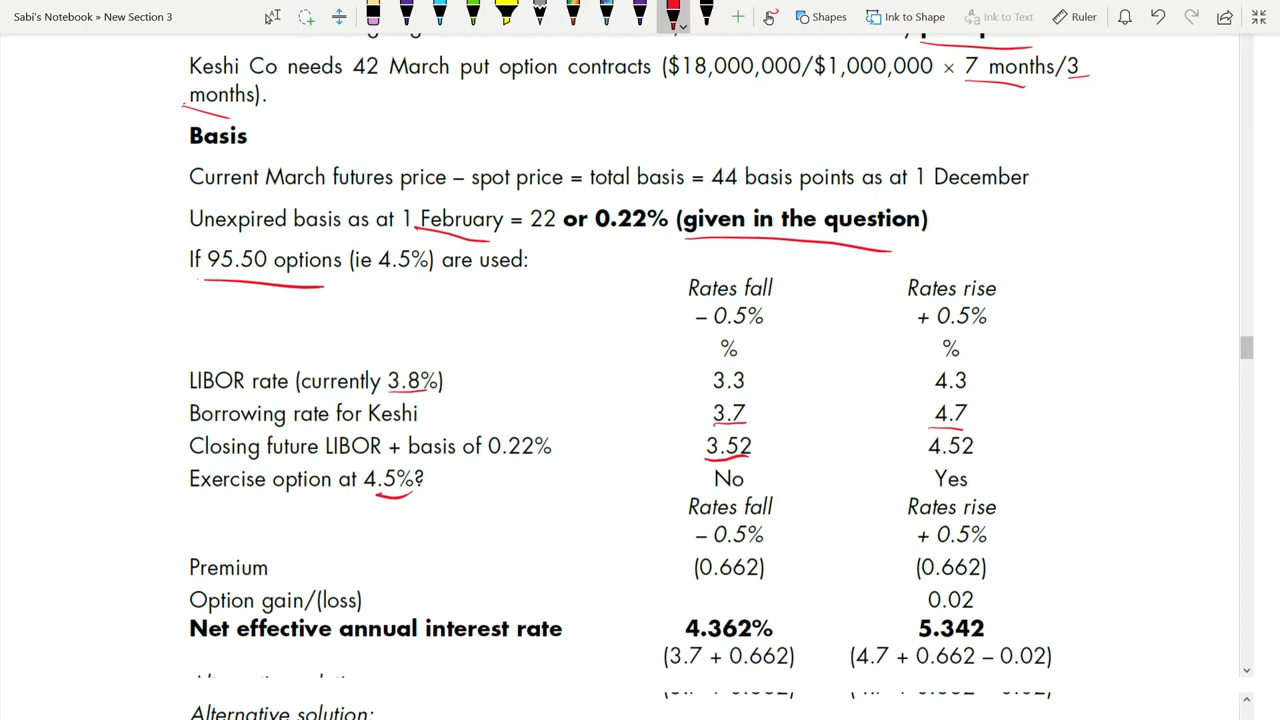 Sabi's Notebook » New Section 3
Shapes
Ink to Shape
Ink to Text
Ruler
Keshi Co needs 42 March put option contracts ($18,000,000/$1,000,000 × 7 months/3
months).
Basis
Current March futures price – spot price = total basis = 44 basis points as at 1 December
Unexpired basis as at 1 February = 22 or 0.22% (given in the question)
If 95.50 options (ie 4.5%) are used:
Rates fall Rates rise
– 0.5% + 0.5%
% %
LIBOR rate (currently 3.8%) 3.3 4.3
Borrowing rate for Keshi 3.7 4.7
Closing future LIBOR + basis of 0.22% 3.52 4.52
Exercise option at 4.5%? No Yes
Rates fall Rates rise
– 0.5% + 0.5%
Premium (0.662) (0.662)
Option gain/(loss) 0.02
Net effective annual interest rate 4.362% 5.342
(3.7 + 0.662) (4.7 + 0.662 – 0.02)
Alternative solution: